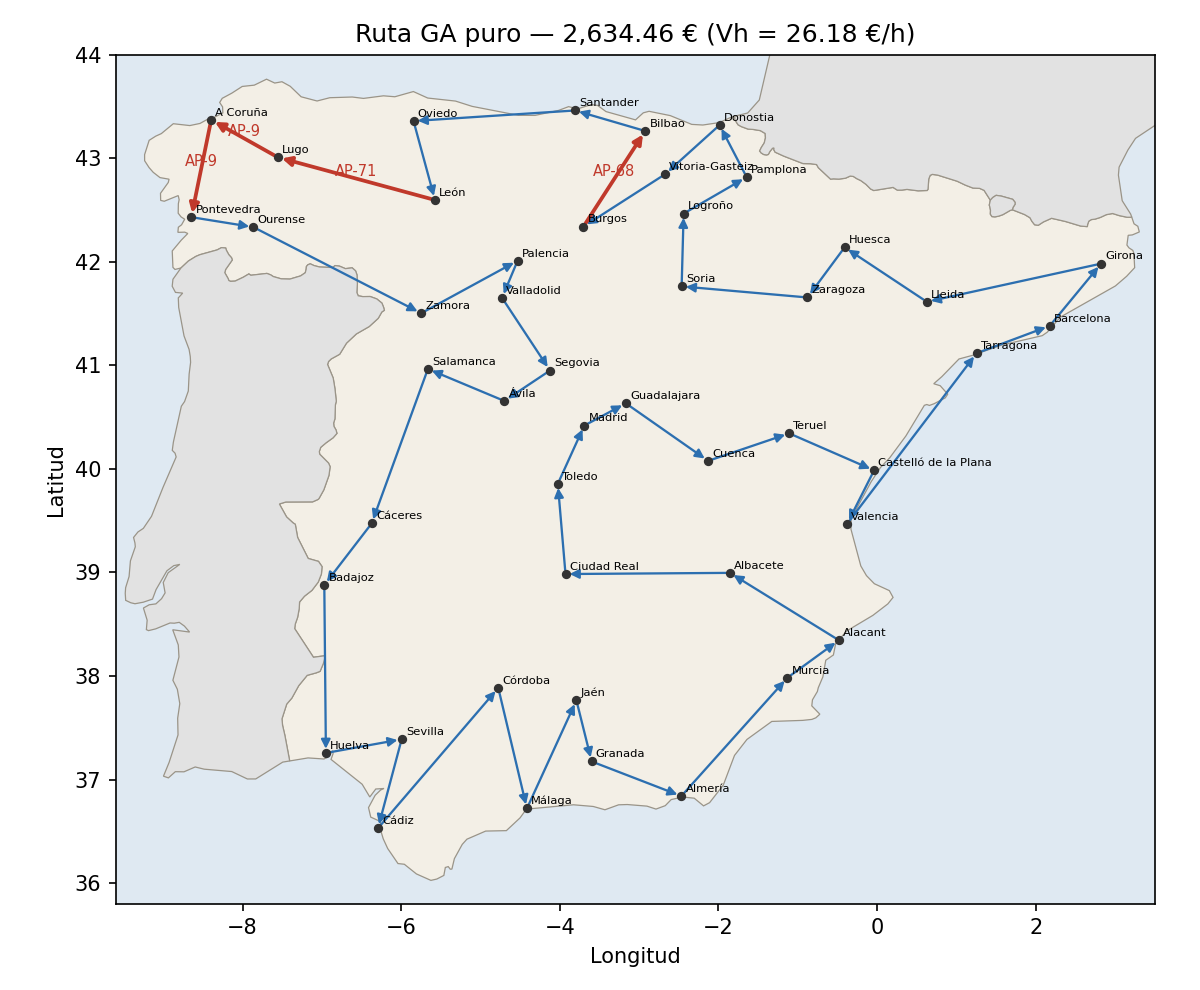 Ruta GA puro — 2,634.46 € (Vh = 26.18 €/h)
44
43
42
41
40
39
38
37
36
Latitud
A Coruña
AP-9
AP-9
Lugo
AP-71
Oviedo
Santander
Bilbao
Donostia
AP-68
Vitoria-Gasteiz
Pamplona
León
Pontevedra
Ourense
Burgos
Logroño
Palencia
Huesca
Girona
Valladolid
Soria
Zaragoza
Lleida
Zamora
Barcelona
Tarragona
Salamanca
Segovia
Ávila
Guadalajara
Madrid
Teruel
Cuenca
Castelló de la Plana
Toledo
Cáceres
Valencia
Badajoz
Ciudad Real
Albacete
Alacant
Murcia
Córdoba
Jaén
Huelva
Sevilla
Granada
Almería
Málaga
Cádiz
−8 −6 −4 −2 0 2
Longitud